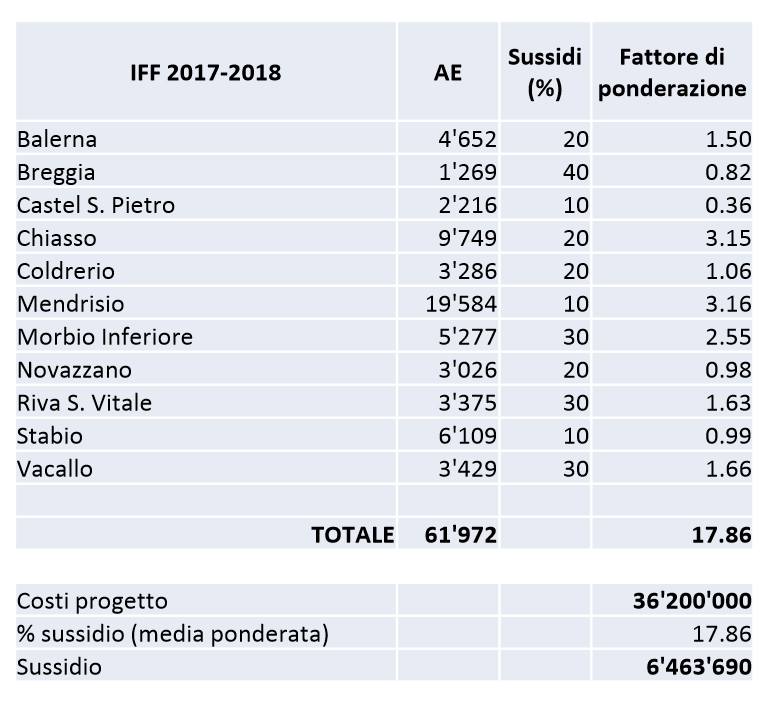 IFF 2017-2018 AE Sussidi (%) Fattore di ponderazione
Balerna 4'652 20 1.50
Breggia 1'269 40 0.82
Castel S. Pietro 2'216 10 0.36
Chiasso 9'749 20 3.15
Coldrerio 3'286 20 1.06
Mendrisio 19'584 10 3.16
Morbio Inferiore 5'277 30 2.55
Novazzano 3'026 20 0.98
Riva S. Vitale 3'375 30 1.63
Stabio 6'109 10 0.99
Vacallo 3'429 30 1.66
TOTALE 61'972 17.86
Costi progetto 36'200'000
% sussidio (media ponderata) 17.86
Sussidio 6'463'690